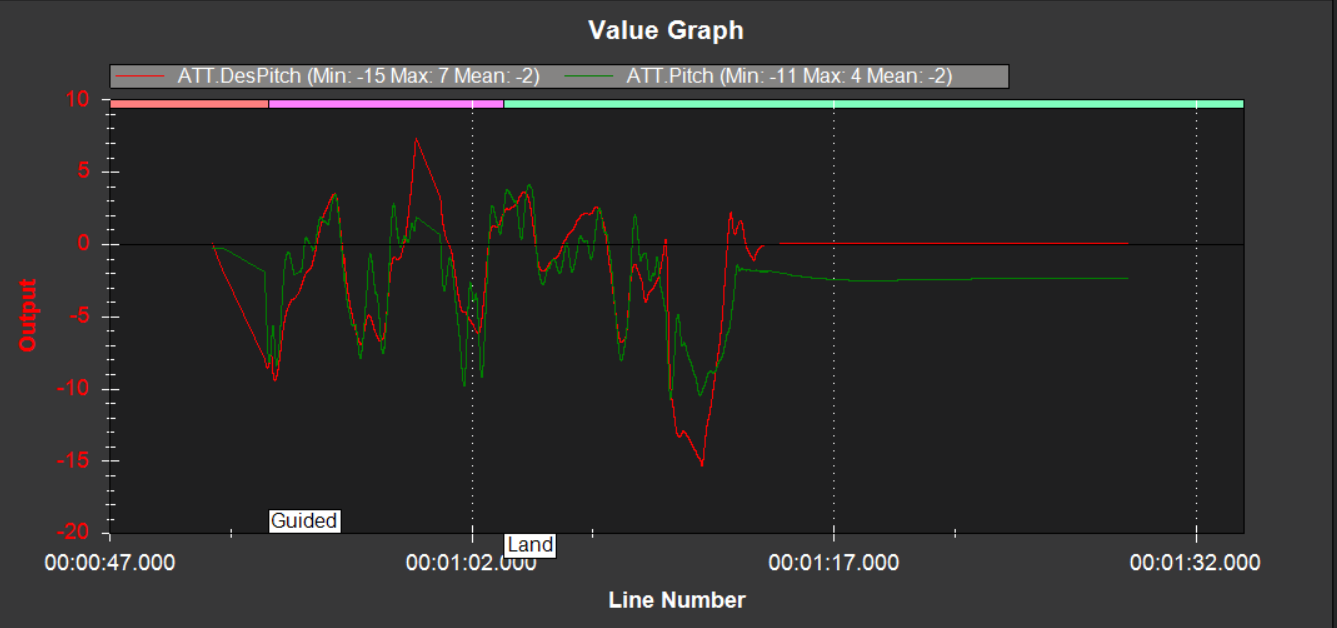 Value Graph
ATT.DesPitch (Min: -15 Max: 7 Mean: -2) ATT.Pitch (Min: -11 Max: 4 Mean: -2)
10
5
0
-5
-10
-15
-20
Output
Guided
Land
00:00:47.000 00:01:02.000 00:01:17.000 00:01:32.000
Line Number